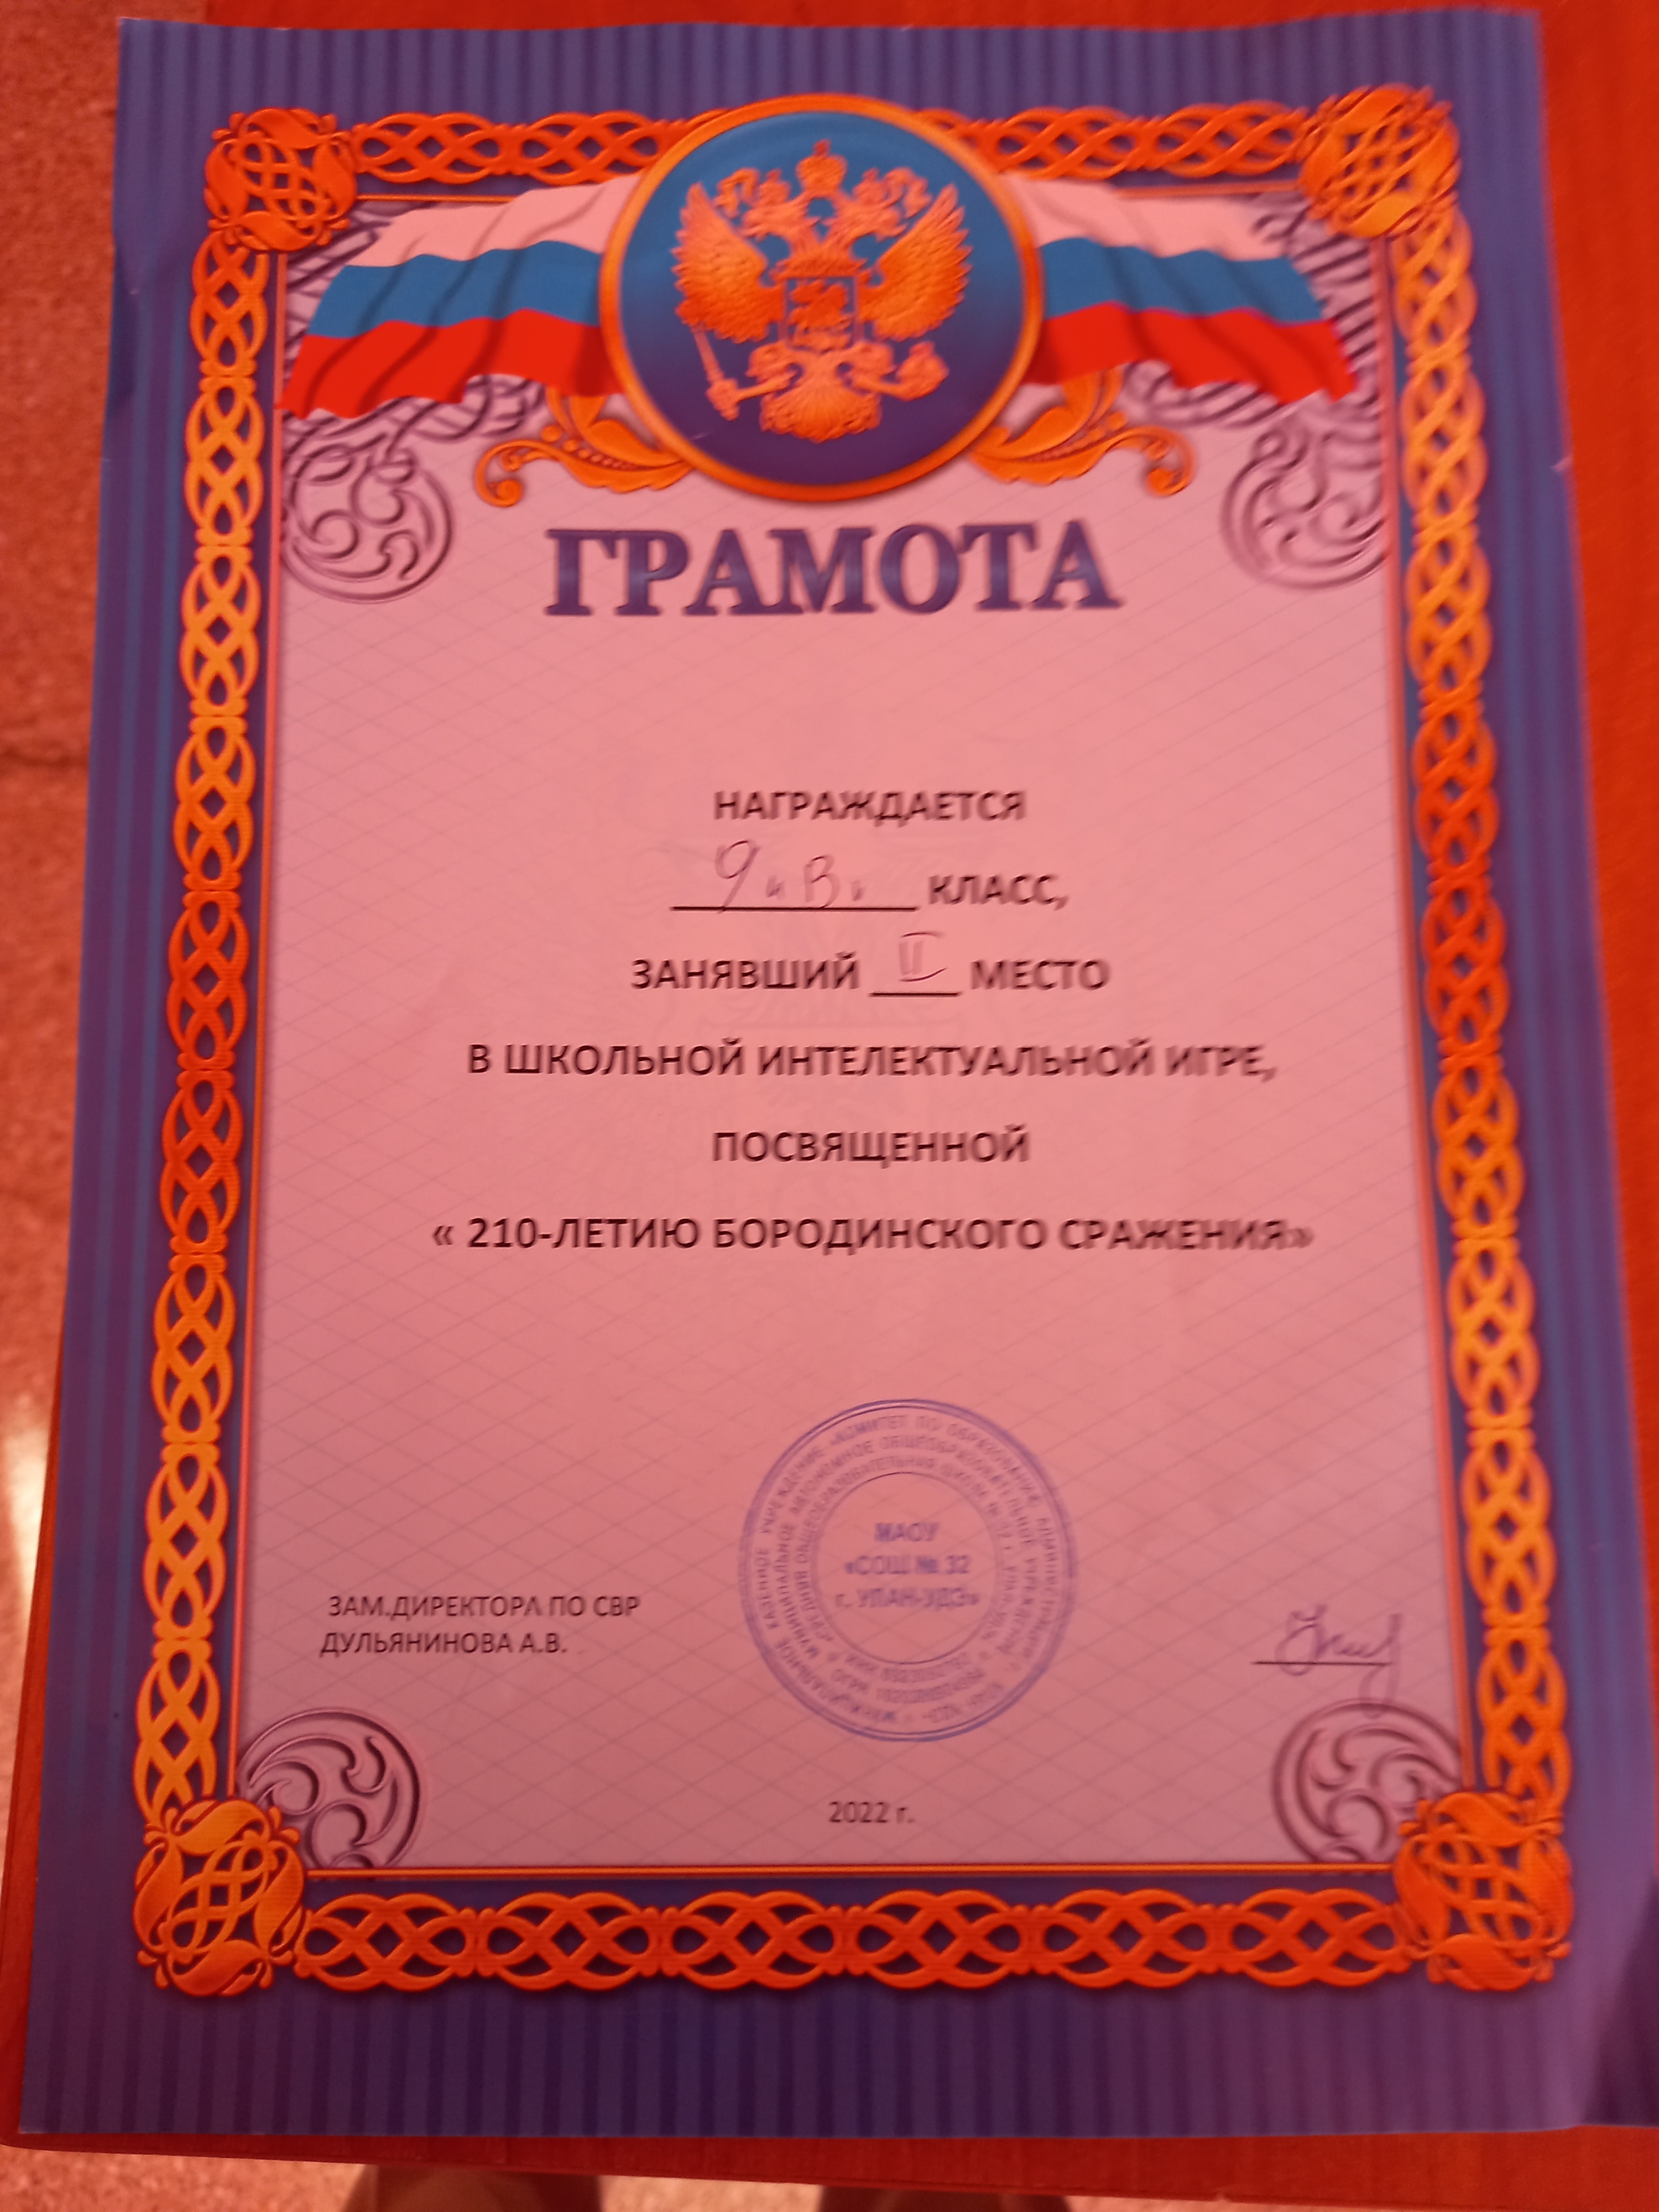 ГРАМОТА
НАГРАЖДАЕТСЯ
9 "В" КЛАСС,
ЗАНЯВШИЙ II МЕСТО
В ШКОЛЬНОЙ ИНТЕЛЕКТУАЛЬНОЙ ИГРЕ,
ПОСВЯЩЕННОЙ
« 210-ЛЕТИЮ БОРОДИНСКОГО СРАЖЕНИЯ»
МАОУ
«СОШ № 32
г. УЛАН-УДЭ»
ЗАМ.ДИРЕКТОРА ПО СВР
ДУЛЬЯНИНОВА А.В.
2022 г.